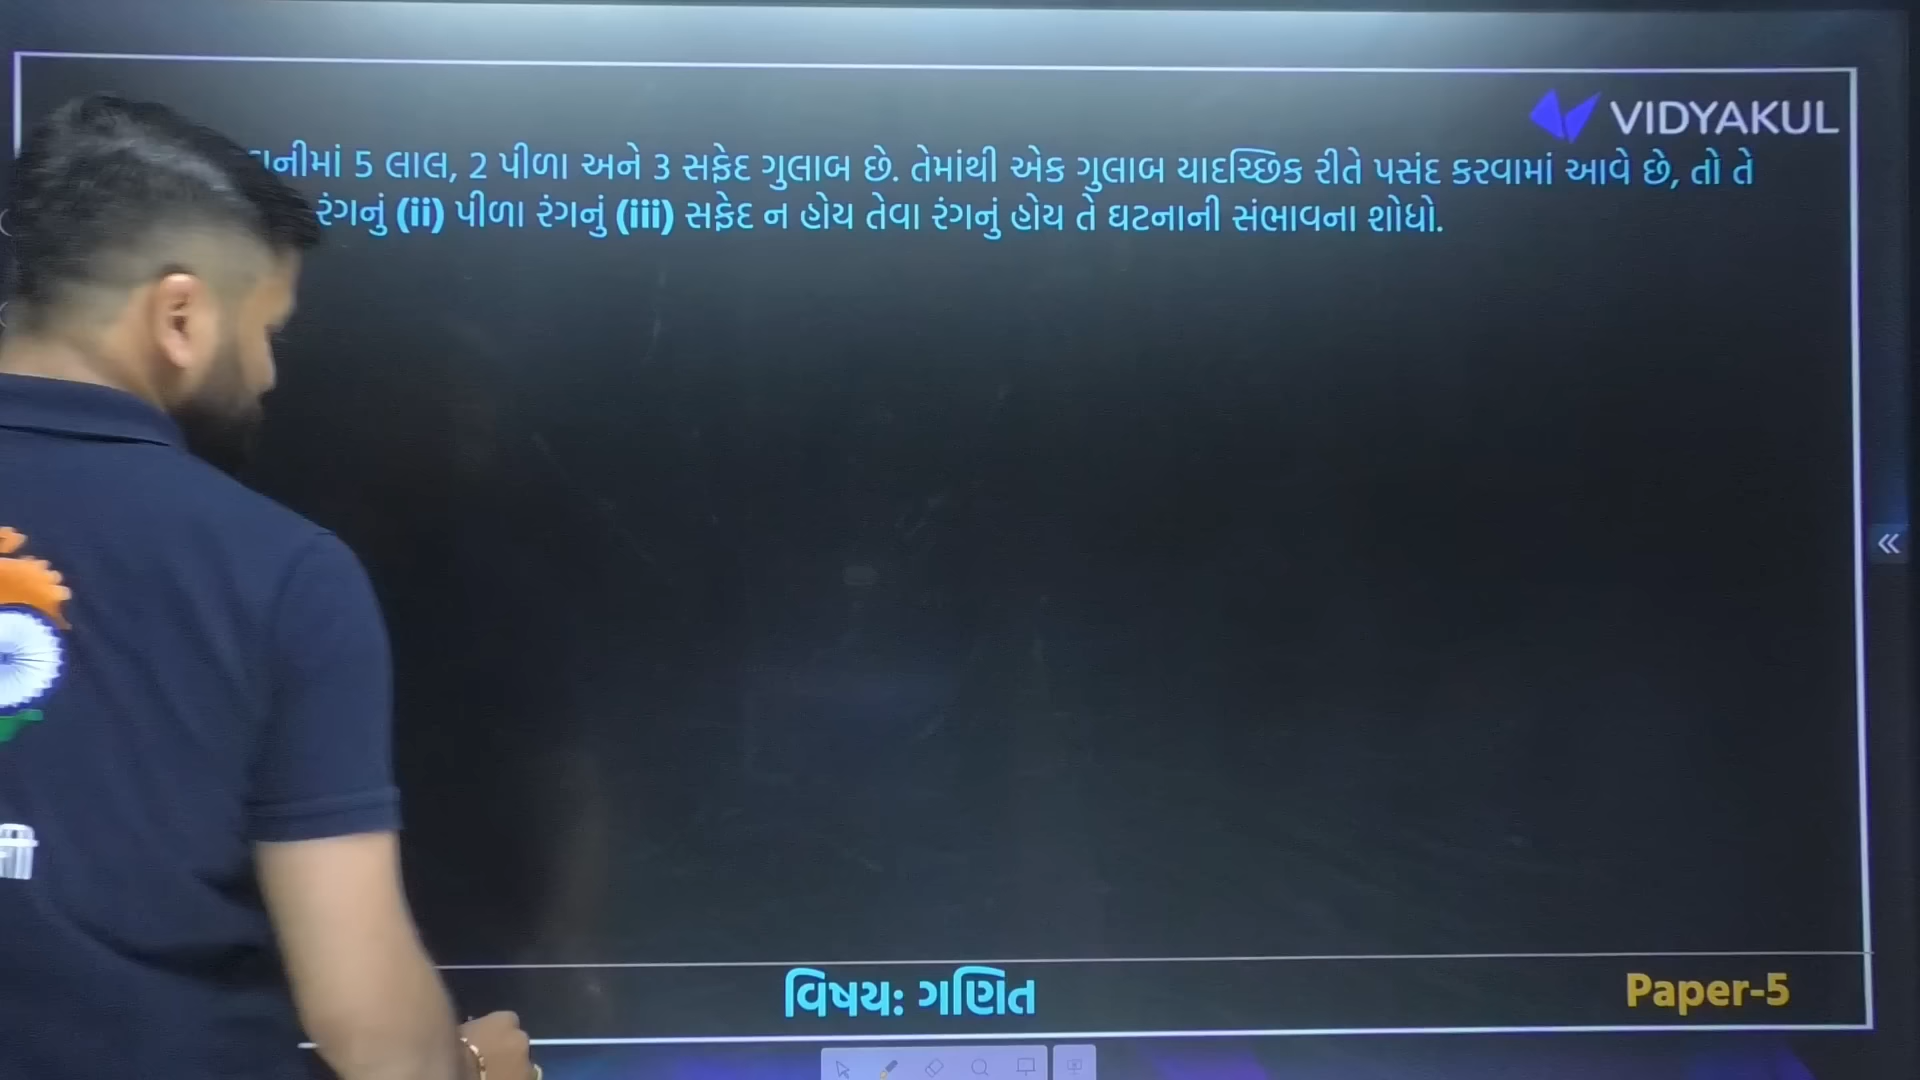 VIDYAKUL
5 લાલ, 2 પીળા અને 3 સફેદ ગુલાબ છે. તેમાંથી એક ગુલાબ યાદચ્છિક રીતે પસંદ કરવામાં આવે છે, તો તે
રંગનું (ii) પીળા રંગનું (iii) સફેદ ન હોય તેવા રંગનું હોય તે ઘટનાની સંભાવના શોધો.
વિષય: ગણિત
Paper-5